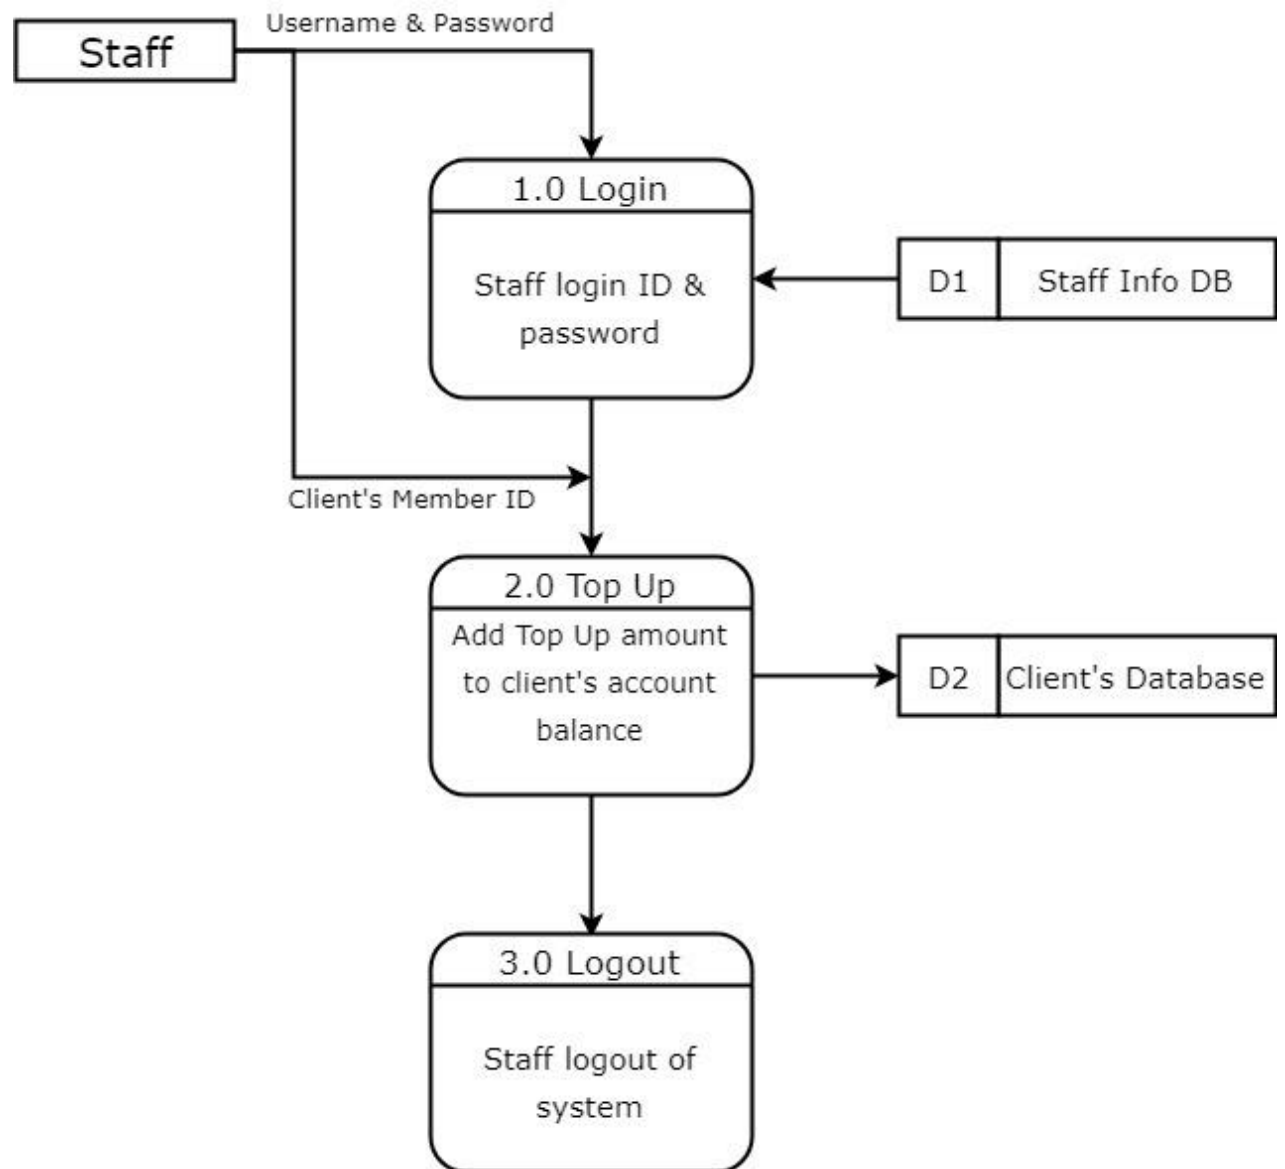 Username & Password
Staff
1.0 Login
Staff login ID &
password
D1
Staff Info DB
Client's Member ID
2.0 Top Up
Add Top Up amount
to client's account
balance
D2
Client's Database
3.0 Logout
Staff logout of
system